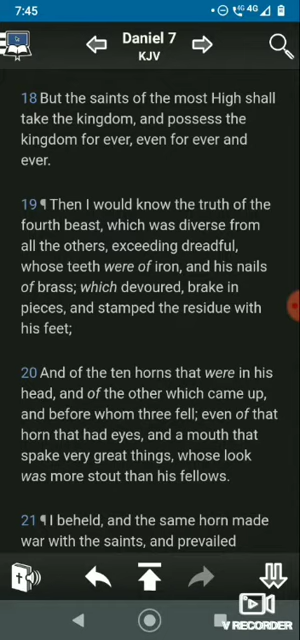 7:45
4G 4G
Daniel 7
KJV
18 But the saints of the most High shall
take the kingdom, and possess the
kingdom for ever, even for ever and
ever.
19 ¶ Then I would know the truth of the
fourth beast, which was diverse from
all the others, exceeding dreadful,
whose teeth were of iron, and his nails
of brass; which devoured, brake in
pieces, and stamped the residue with
his feet;
20 And of the ten horns that were in his
head, and of the other which came up,
and before whom three fell; even of that
horn that had eyes, and a mouth that
spake very great things, whose look
was more stout than his fellows.
21 ¶ I beheld, and the same horn made
war with the saints, and prevailed
V RECORDER